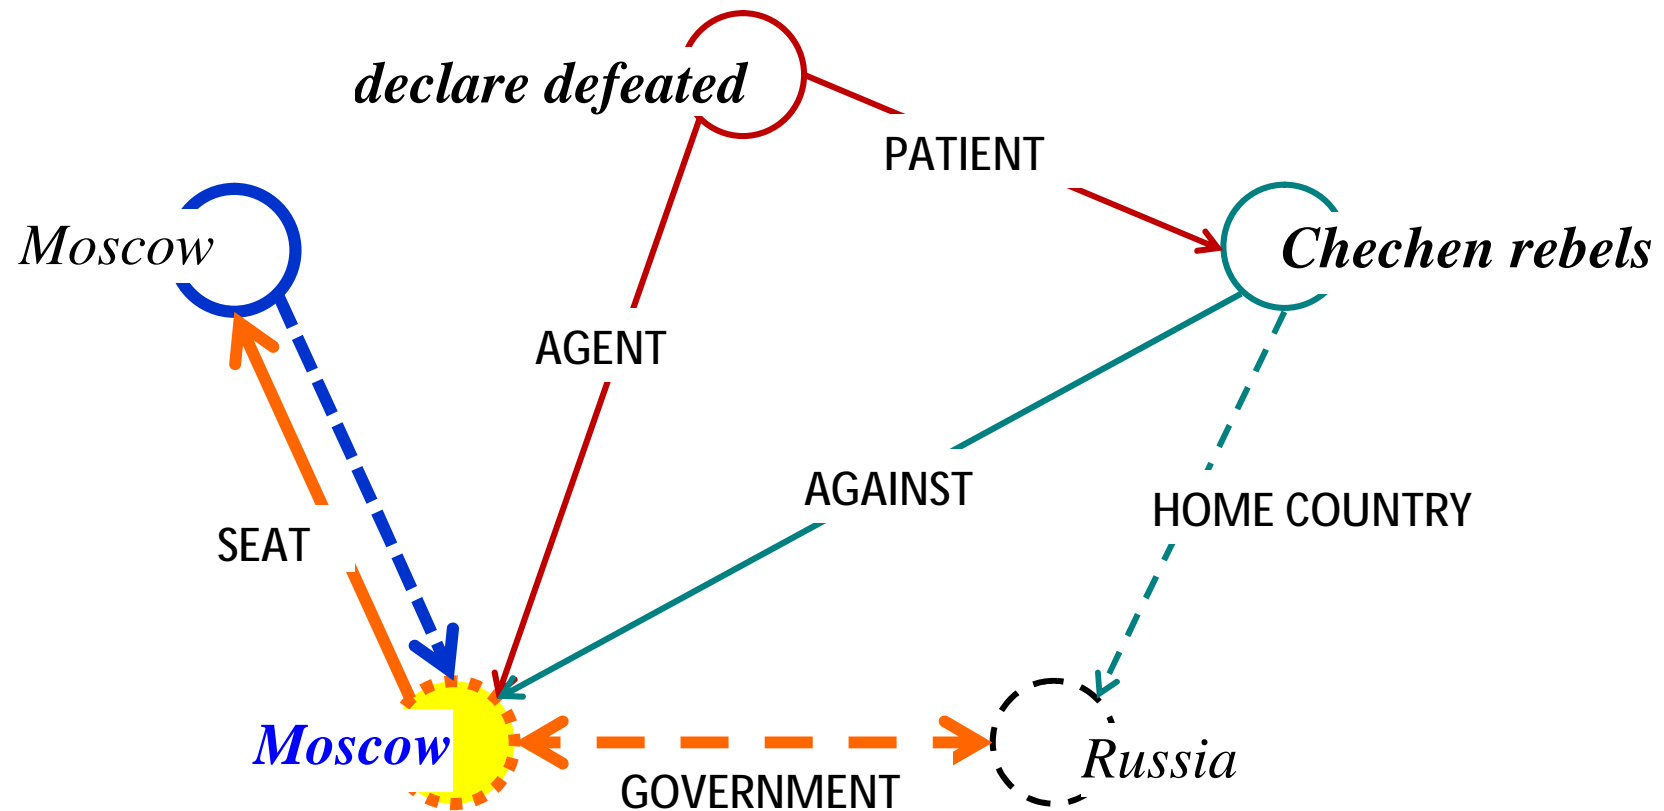 declare defeated
PATIENT
Moscow
Chechen rebels
AGENT
AGAINST
HOME COUNTRY
SEAT
Moscow
Russia
GOVERNMENT